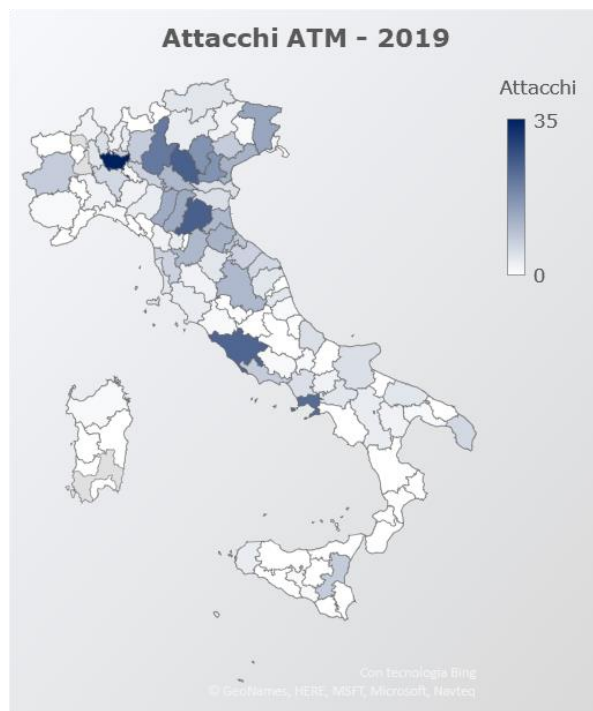 Attacchi ATM - 2019
Attacchi
35
0
Con tecnologia Bing
© GeoNames, HERE, MSFT, Microsoft, Navteq